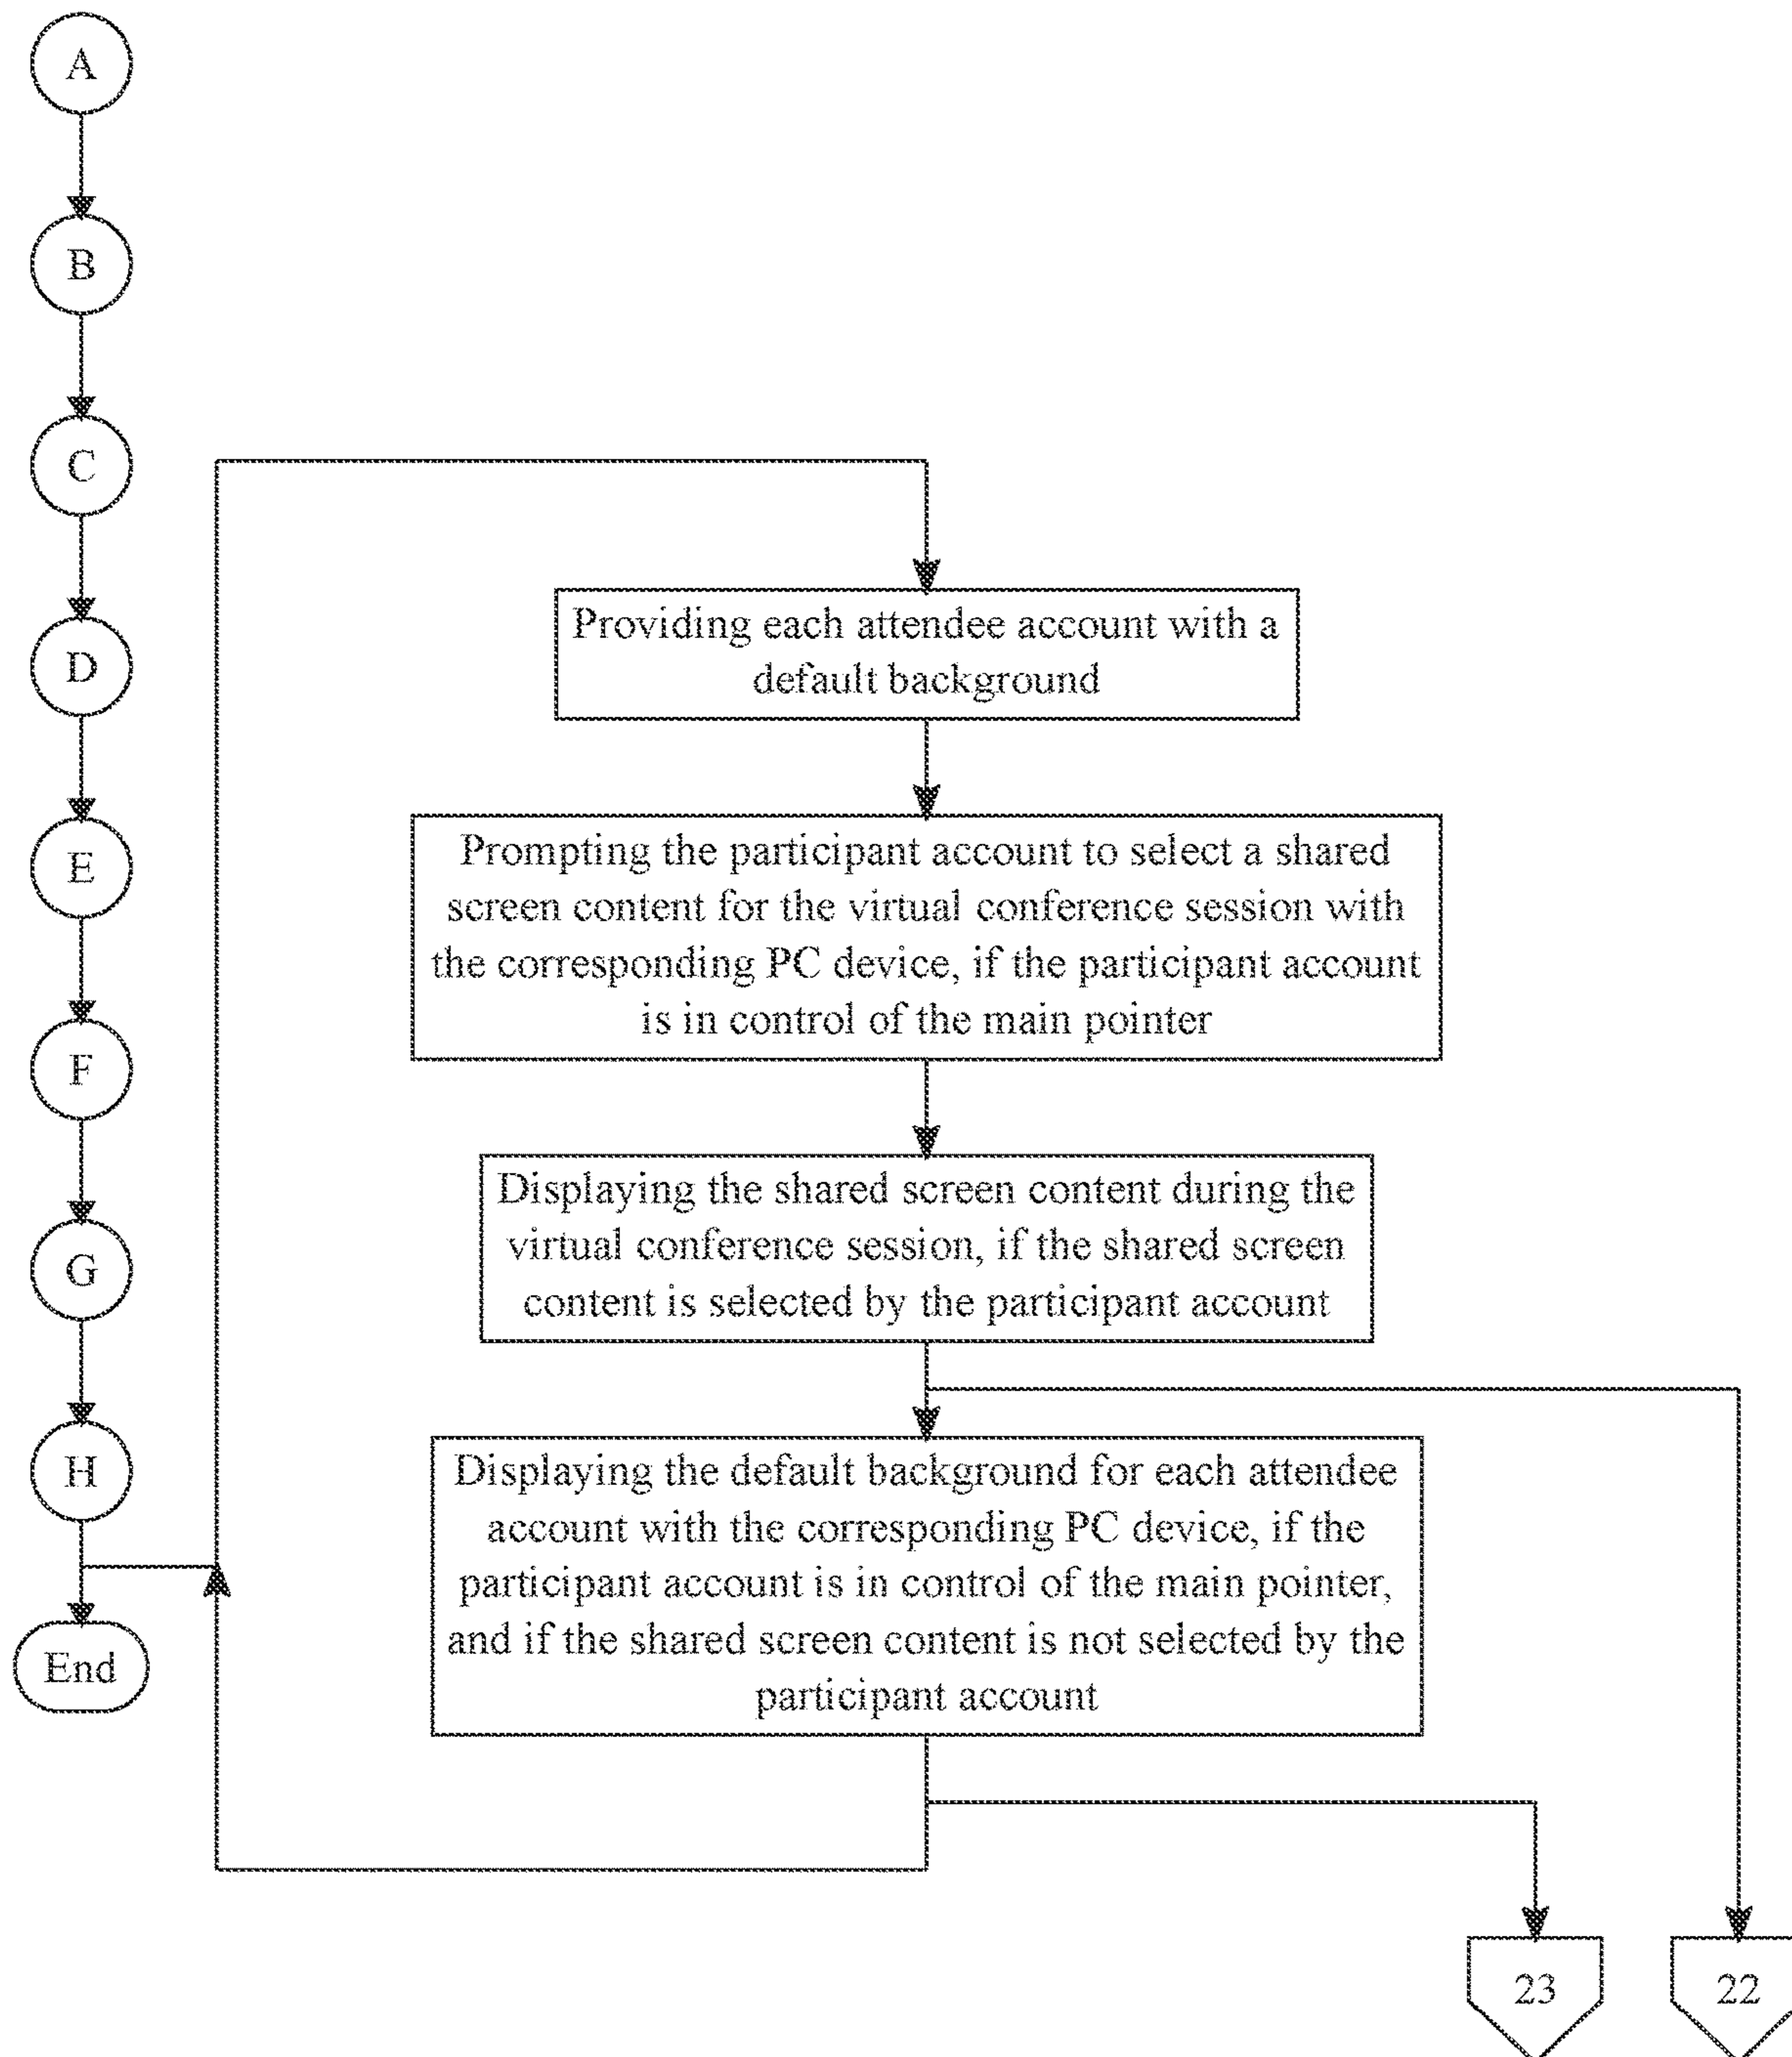 A
B
C
D
E
F
G
H
End
Providing each attendee account with a
default background
Prompting the participant account to select a shared
screen content for the virtual conference session with
the corresponding PC device, if the participant account
is in control of the main pointer
Displaying the shared screen content during the
virtual conference session, if the shared screen
content is selected by the participant account
Displaying the default background for each attendee
account with the corresponding PC device, if the
participant account is in control of the main pointer,
and if the shared screen content is not selected by the
participant account
23
22